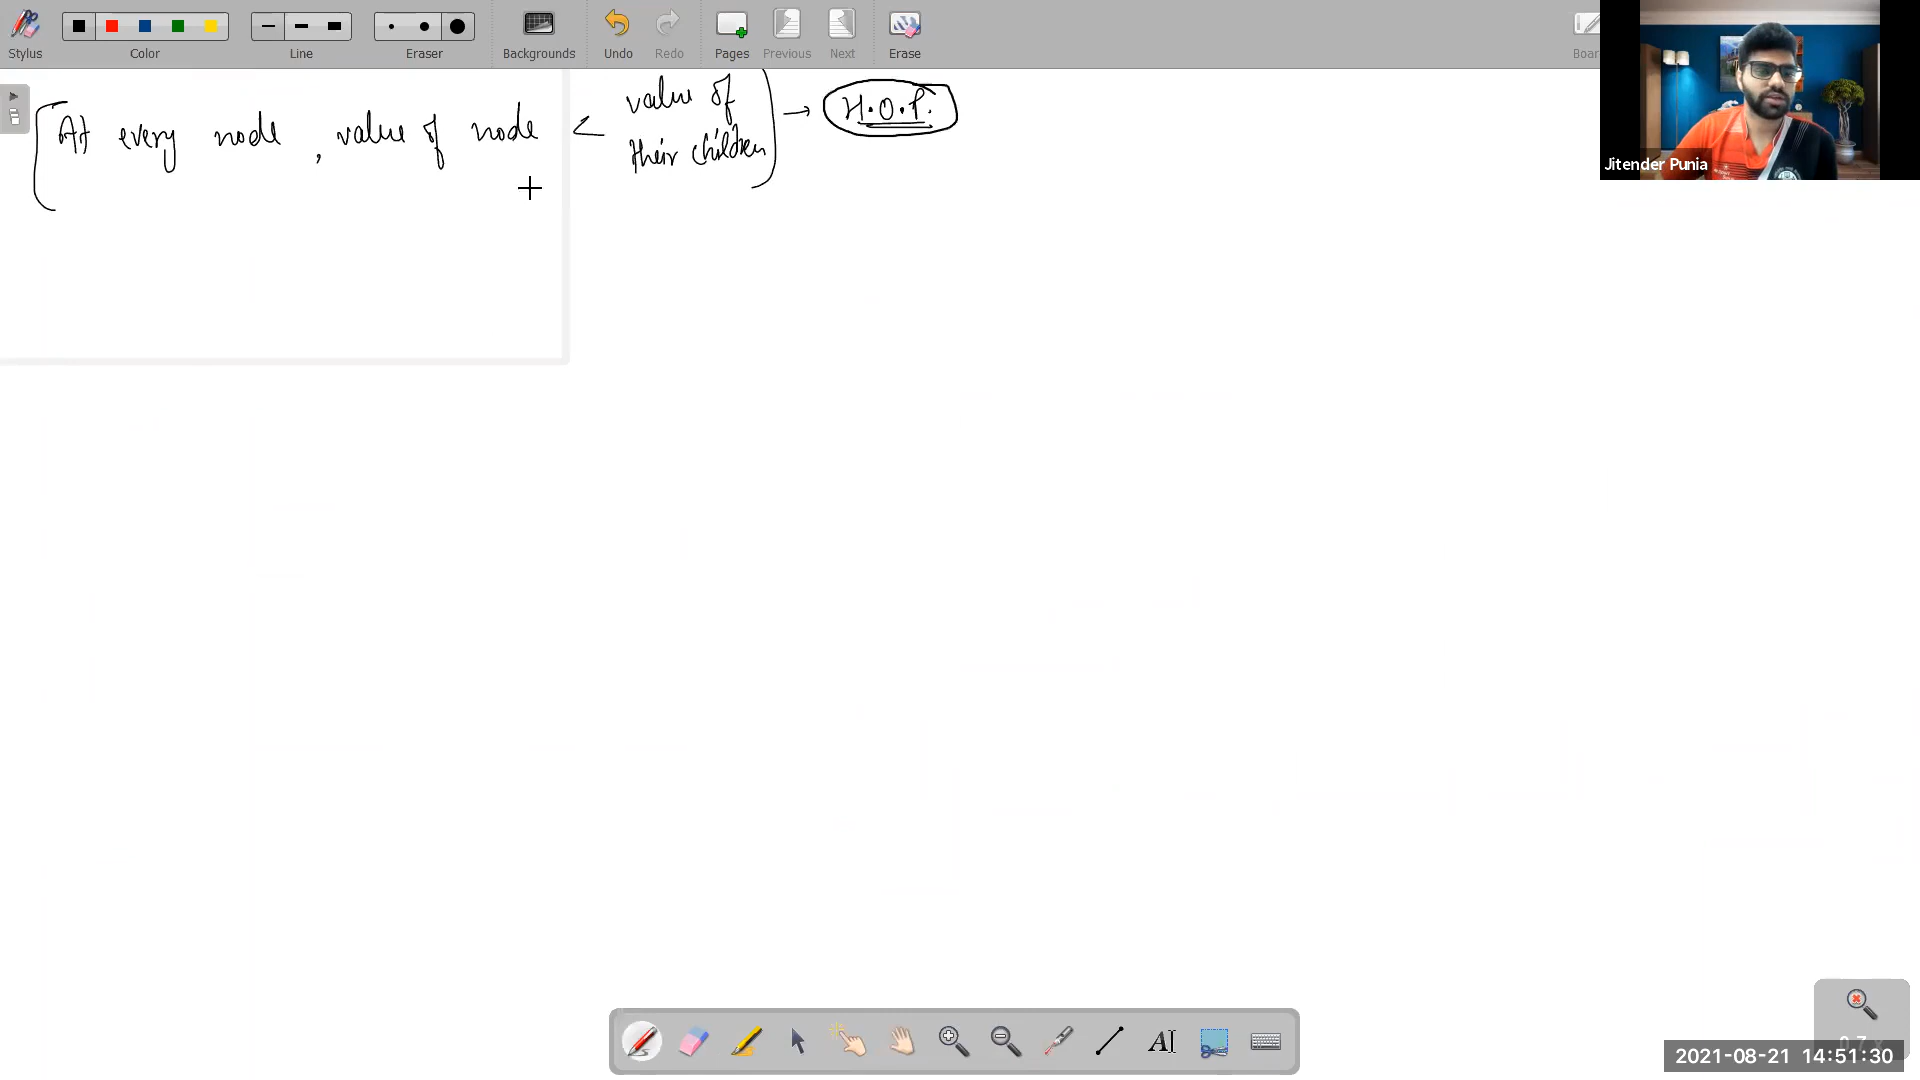 Stylus
Color
Line
Eraser
Backgrounds
Undo
Redo
Pages
Previous
Next
Erase
Boar
Jitender Punia
At every node , value of node < value of
their children → H.O.P.
2021-08-21 14:51:30